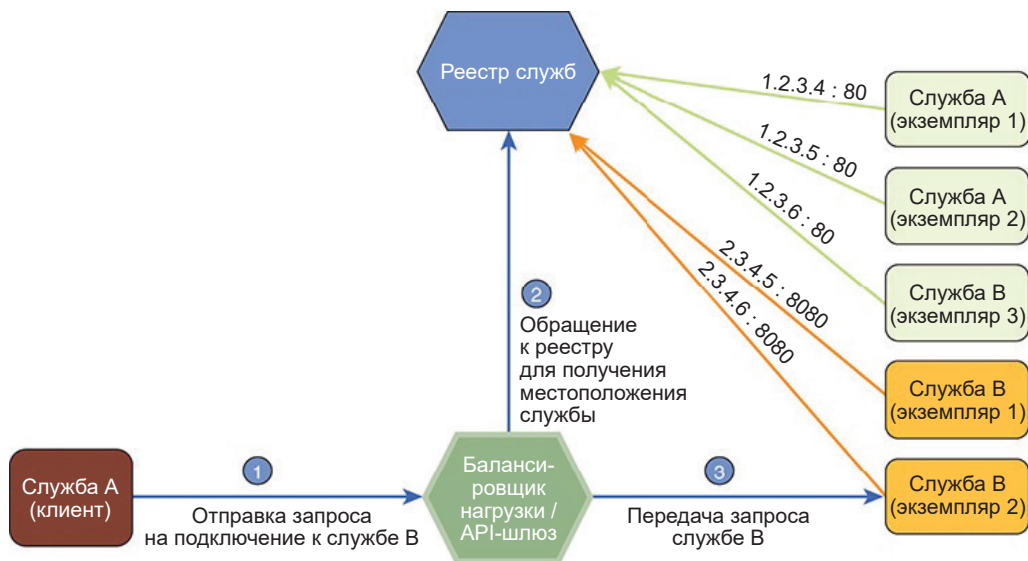 Реестр служб
1.2.3.4 : 80
1.2.3.5 : 80
1.2.3.6 : 80
2.3.4.5 : 8080
2.3.4.6 : 8080
Служба A
(экземпляр 1)
Служба A
(экземпляр 2)
Служба B
(экземпляр 3)
Служба B
(экземпляр 1)
Служба B
(экземпляр 2)
2
Обращение
к реестру
для получения
местоположения
службы
Служба A
(клиент)
1
Отправка запроса
на подключение к службе B
Баланси-
ровщик
нагрузки /
API-шлюз
3
Передача запроса
службе B